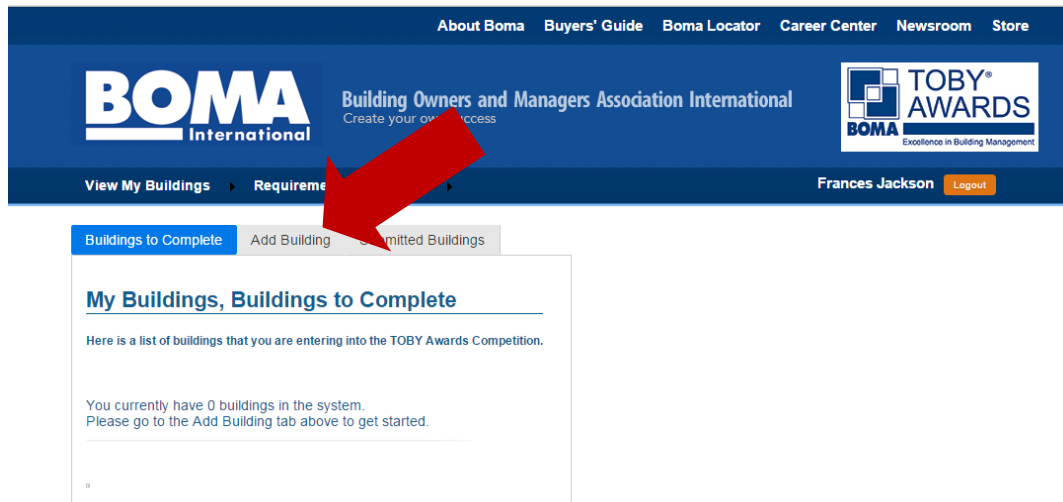 About Boma Buyers' Guide Boma Locator Career Center Newsroom Store
BOMA
International
Building Owners and Managers Association International
Create your own
TOBY®
AWARDS
BOMA
Excellence in Building Management
View My Buildings
Frances Jackson Logout
Buildings to Complete Add Building Buildings
My Buildings, Buildings to Complete
Here is a list of buildings that you are entering into the TOBY Awards Competition.
You currently have 0 buildings in the system.
Please go to the Add Building tab above to get started.